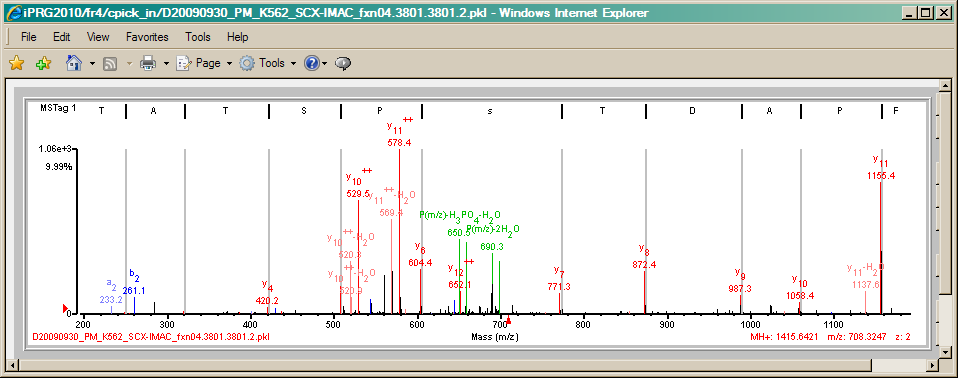 iPRG2010/fr4/cpick_in/D20090930_PM_K562_SCX-IMAC_fxn04.3801.3801.2.pkl - Windows Internet Explorer
File Edit View Favorites Tools Help
Page Tools
MSTag 1 T A T S P s T D A P F
y11++
578.4
1.06e+3
9.99%
y11
1155.4
y10++
529.5
y11++-H2O
569.4
P(m/z)-H3PO4-H2O
650.5
P(m/z)-2H2O
690.3
y10++-H2O
520.3
y10-H2O
520.9
y6
604.4
y12++
652.1
y7
771.3
y8
872.4
y9
987.3
y10
1058.4
y11-H2O
1137.6
a2
233.2
b2
261.1
y4
420.2
0
200 300 400 500 600 700 800 900 1000 1100
D20090930_PM_K562_SCX-IMAC_fxn04.3801.3801.2.pkl Mass (m/z) MH+: 1415.6421 m/z: 708.3247 z: 2